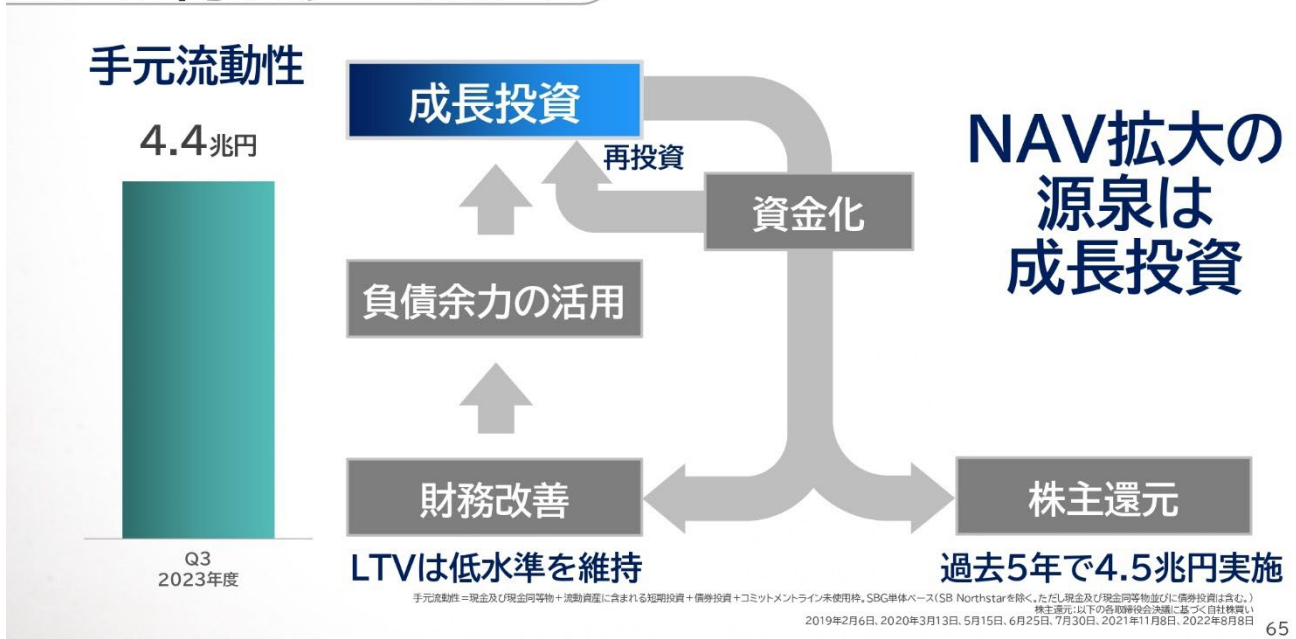 手元流動性
4.4兆円
Q3
2023年度
成長投資
再投資
資金化
負債余力の活用
財務改善
LTVは低水準を維持
株主還元
過去5年で4.5兆円実施
NAV拡大の
源泉は
成長投資
手元流動性=現金及び現金同等物+流動資産に含まれる短期投資+債券投資+コミットメントライン未使用枠。SBG単体ベース(SB Northstarを除く。ただし現金及び現金同等物並びに債券投資は含む。)
株主還元:以下の各取締役会決議に基づく自社株買い
2019年2月6日、2020年3月13日、5月15日、6月25日、7月30日、2021年11月8日、2022年8月8日
65